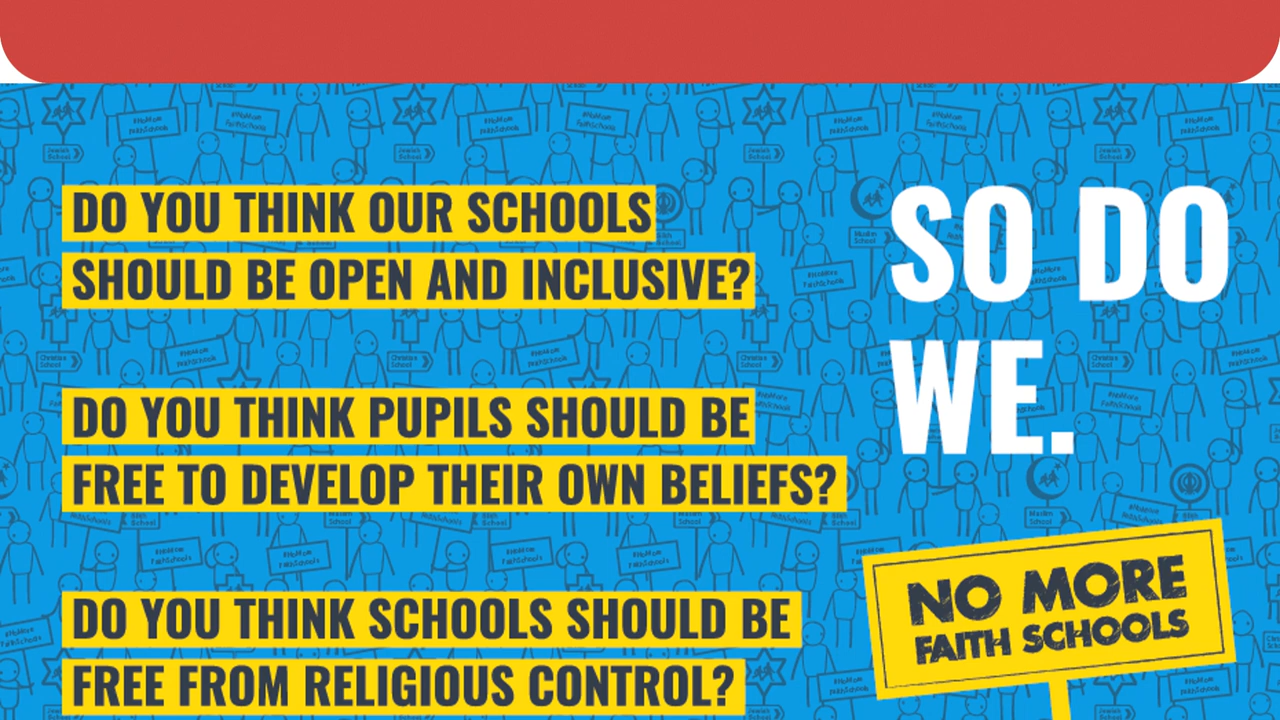 DO YOU THINK OUR SCHOOLS
SHOULD BE OPEN AND INCLUSIVE?
DO YOU THINK PUPILS SHOULD BE
FREE TO DEVELOP THEIR OWN BELIEFS?
DO YOU THINK SCHOOLS SHOULD BE
FREE FROM RELIGIOUS CONTROL?
SO DO
WE.
NO MORE
FAITH SCHOOLS